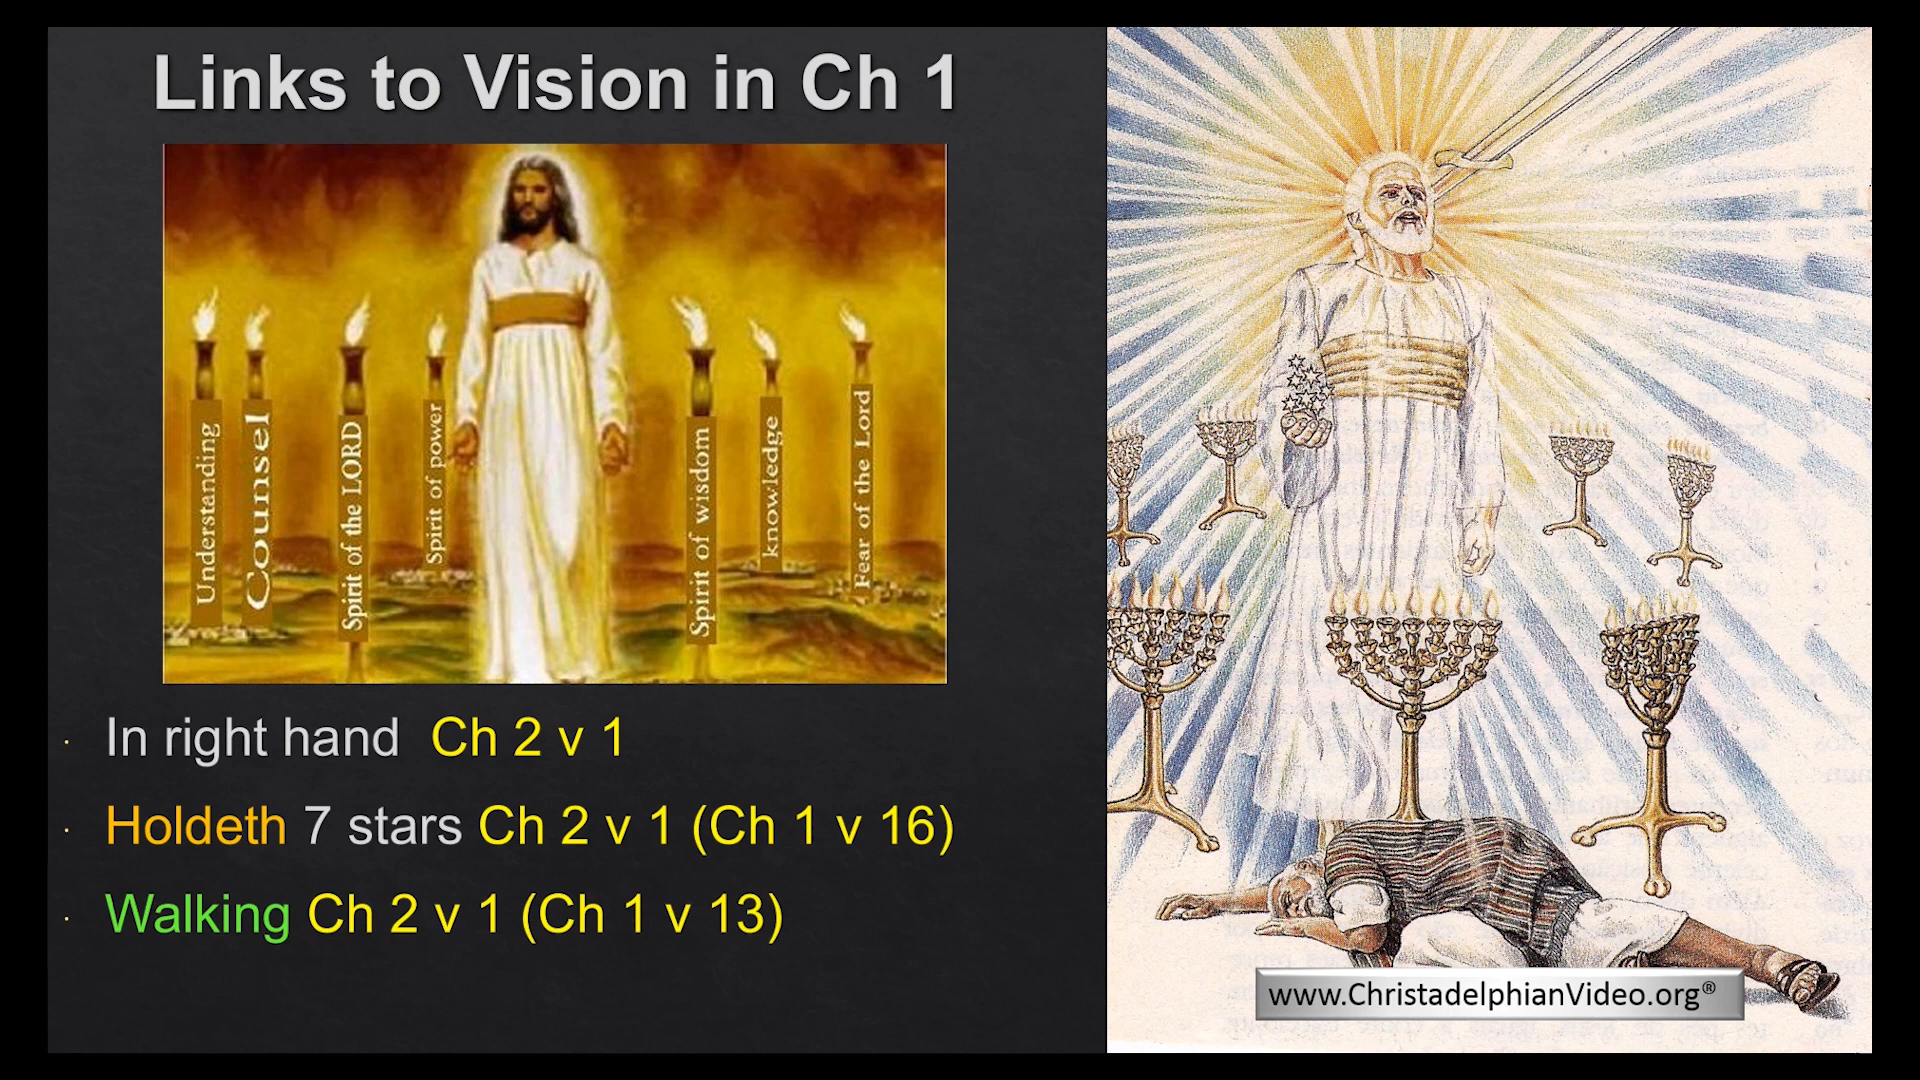 Links to Vision in Ch 1
Understanding
Counsel
Spirit of the LORD
Spirit of power
Spirit of wisdom
knowledge
Fear of the Lord
· In right hand Ch 2 v 1
· Holdeth 7 stars Ch 2 v 1 (Ch 1 v 16)
· Walking Ch 2 v 1 (Ch 1 v 13)
www.ChristadelphianVideo.org®